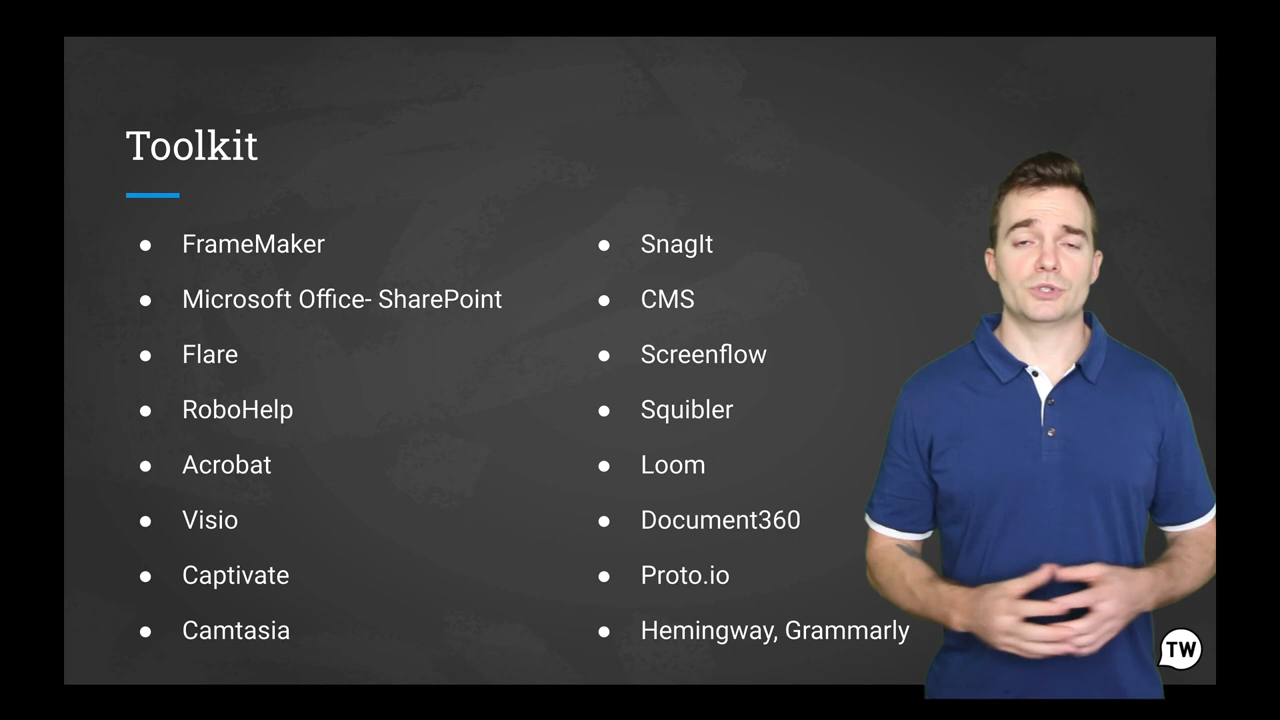 Toolkit
● FrameMaker
● Microsoft Office- SharePoint
● Flare
● RoboHelp
● Acrobat
● Visio
● Captivate
● Camtasia
● SnagIt
● CMS
● Screenflow
● Squibler
● Loom
● Document360
● Proto.io
● Hemingway, Grammarly
TW